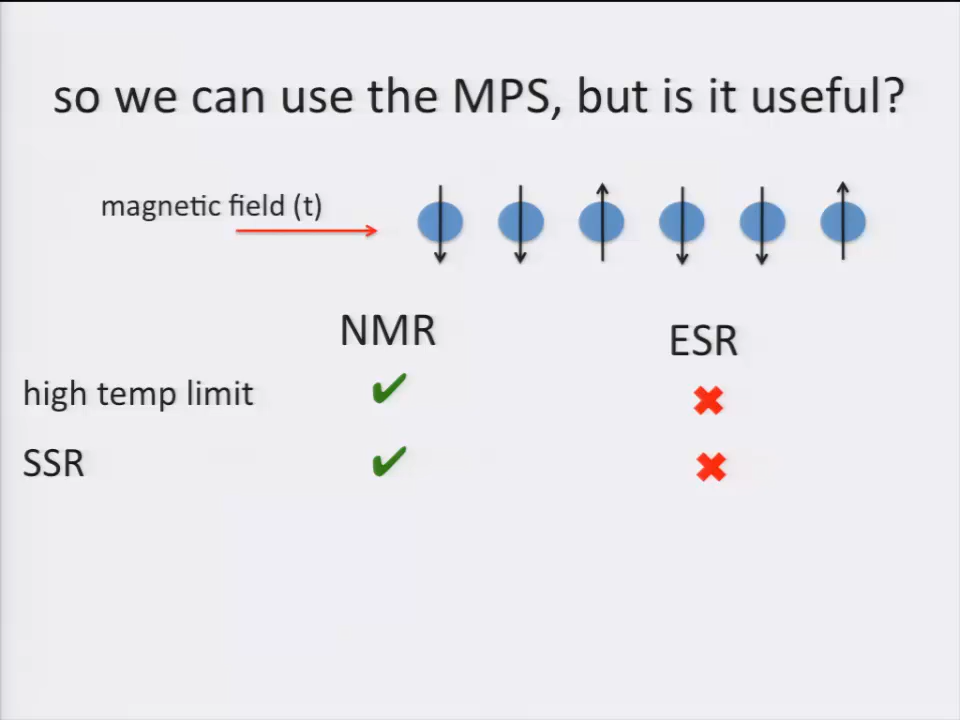 so we can use the MPS, but is it useful?
magnetic field (t)
NMR
ESR
high temp limit ✔ ✖
SSR ✔ ✖